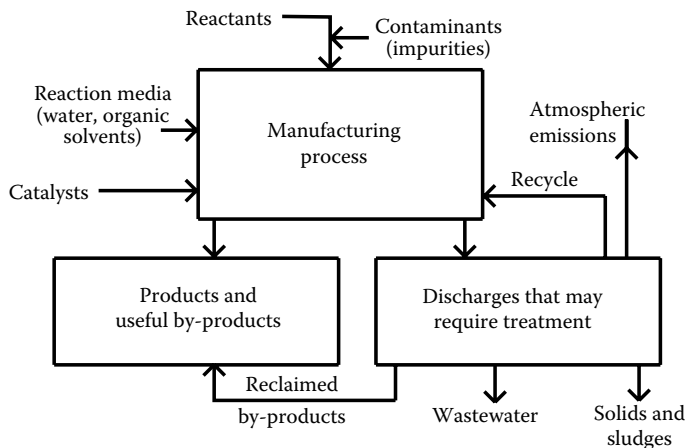 Reactants
Contaminants
(impurities)
Reaction media
(water, organic
solvents)
Manufacturing
process
Atmospheric
emissions
Catalysts
Recycle
Products and
useful by-products
Discharges that may
require treatment
Reclaimed
by-products
Wastewater
Solids and
sludges